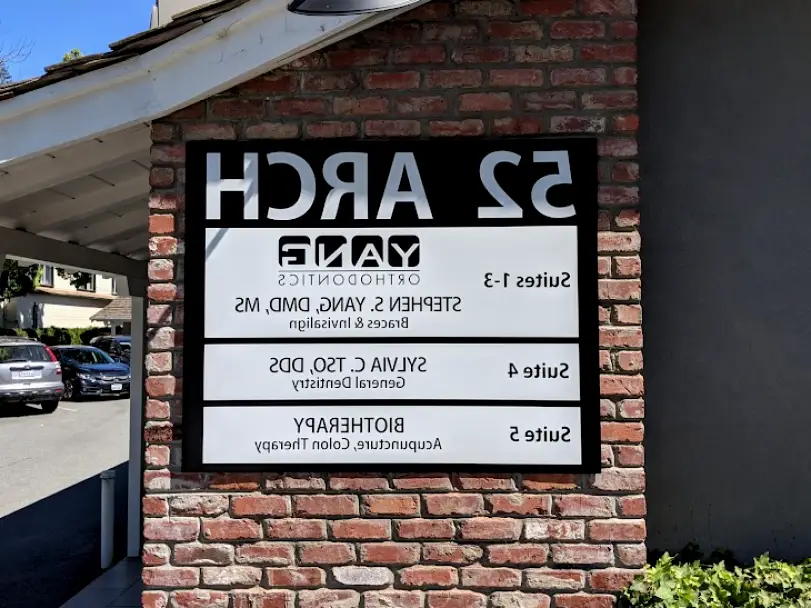 52 ARCH
Suites 1-3
YANG
ORTHODONTICS
STEPHEN S. YANG, DMD, MS
Braces & Invisalign
Suite 4
SYLVIA C. TSO, DDS
General Dentistry
Suite 5
BIOTHERAPY
Acupuncture, Colon Therapy